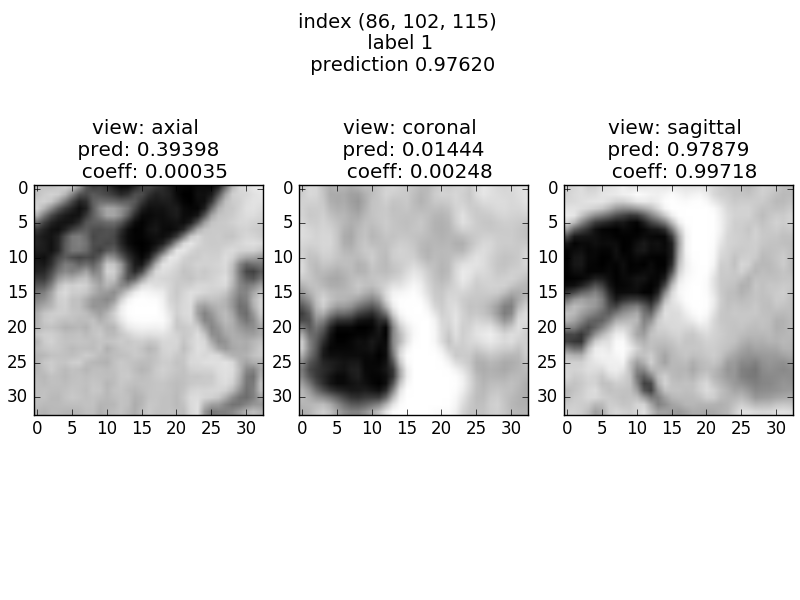 index (86, 102, 115)
label 1
prediction 0.97620
view: axial
pred: 0.39398
coeff: 0.00035
view: coronal
pred: 0.01444
coeff: 0.00248
view: sagittal
pred: 0.97879
coeff: 0.99718
0
5
10
15
20
25
30
0 5 10 15 20 25 30
0
5
10
15
20
25
30
0 5 10 15 20 25 30
0
5
10
15
20
25
30
0 5 10 15 20 25 30